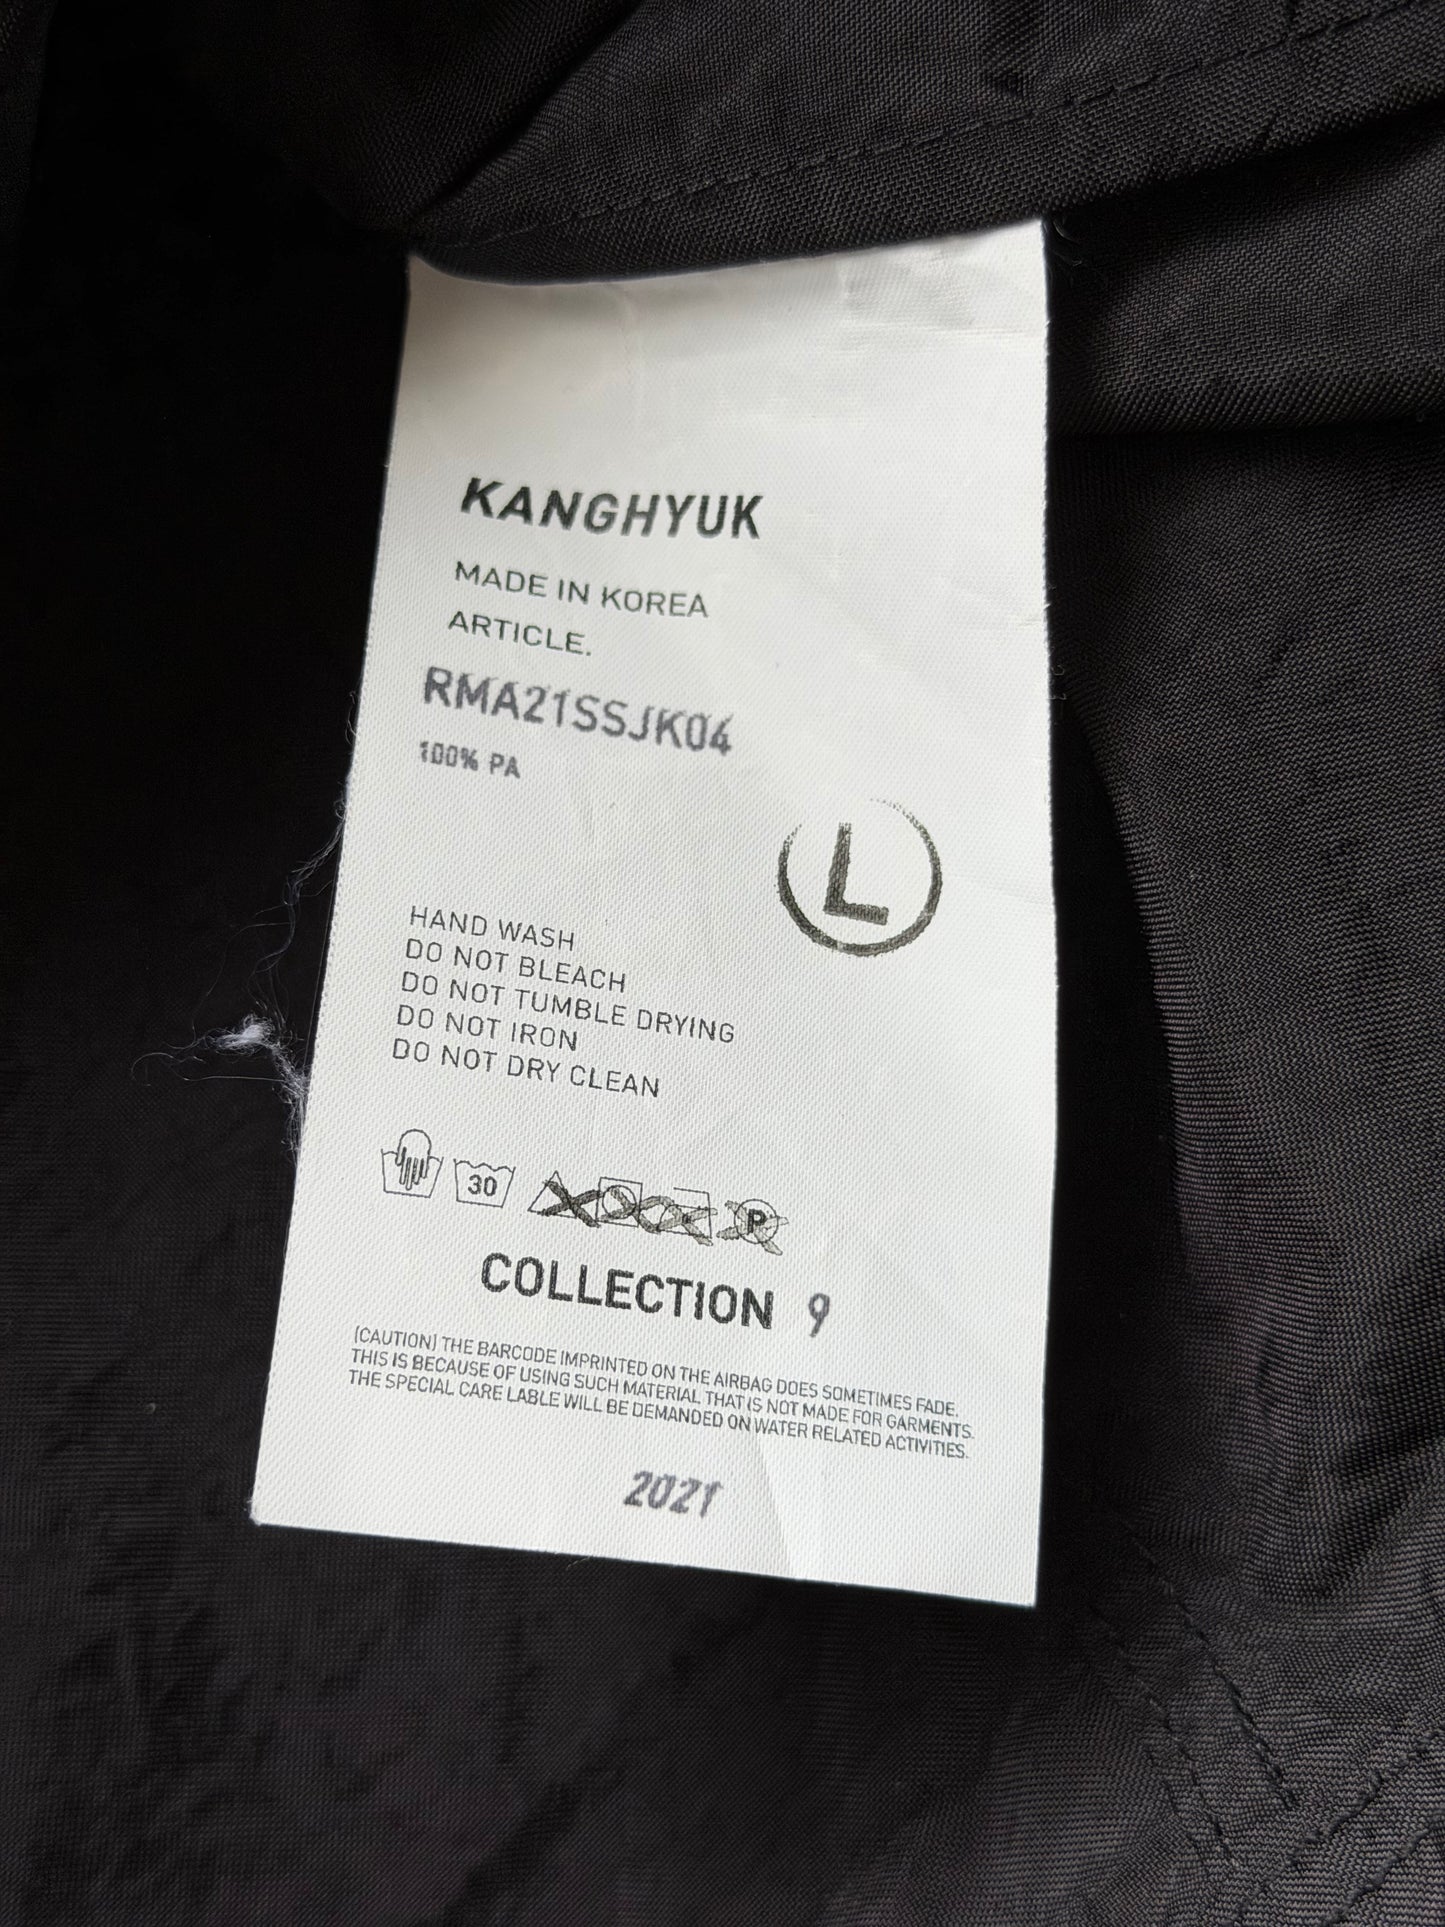 KANGHYUK
MADE IN KOREA
ARTICLE.
RMA21SSJK04
100% PA
L
HAND WASH
DO NOT BLEACH
DO NOT TUMBLE DRYING
DO NOT IRON
DO NOT DRY CLEAN
30 P
COLLECTION 9
(CAUTION) THE BARCODE IMPRINTED ON THE AIRBAG DOES SOMETIMES FADE.
THIS IS BECAUSE OF USING SUCH MATERIAL THAT IS NOT MADE FOR GARMENTS.
THE SPECIAL CARE LABLE WILL BE DEMANDED ON WATER RELATED ACTIVITIES.
2021